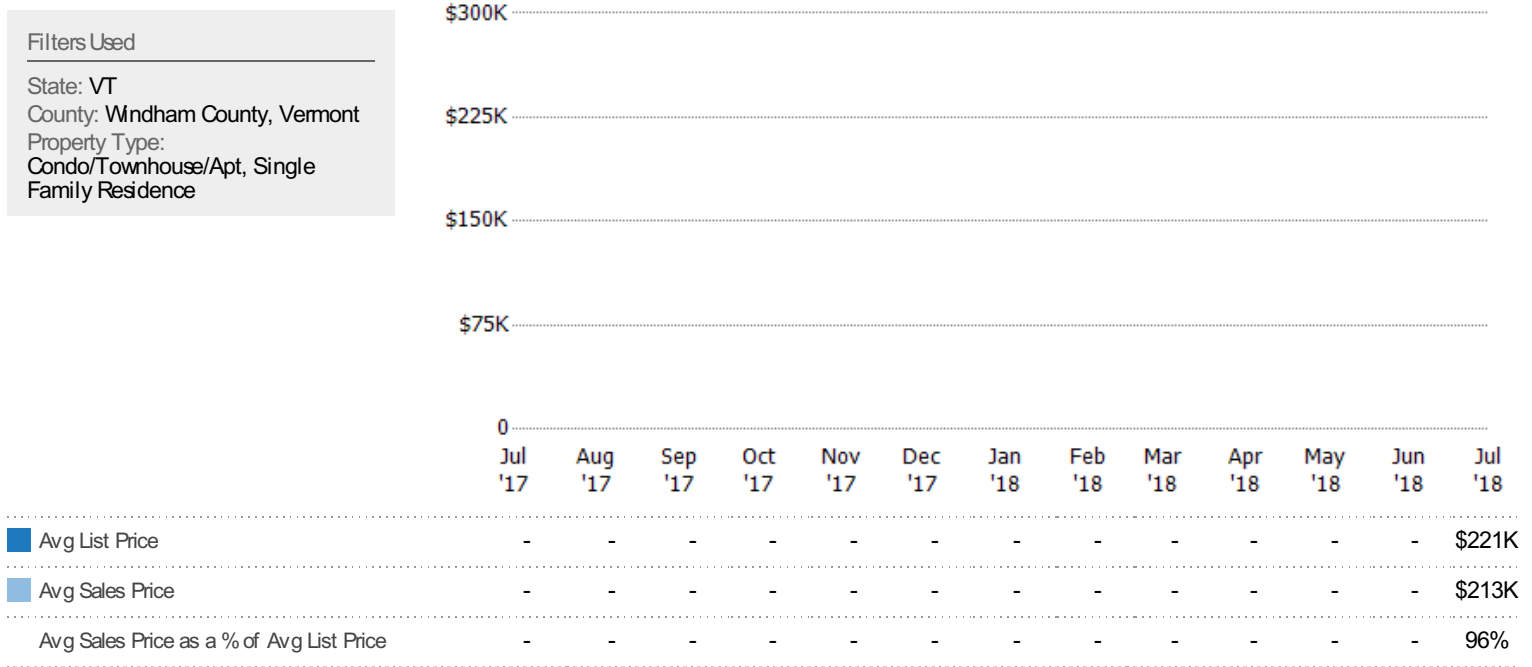 Filters Used
State: VT
County: Windham County, Vermont
Property Type:
Condo/Townhouse/Apt, Single
Family Residence
$300K
$225K
$150K
$75K
0
Jul Aug Sep Oct Nov Dec Jan Feb Mar Apr May Jun Jul
'17 '17 '17 '17 '17 '17 '18 '18 '18 '18 '18 '18 '18
Avg List Price - - - - - - - - - - - - $221K
Avg Sales Price - - - - - - - - - - - - $213K
Avg Sales Price as a % of Avg List Price - - - - - - - - - - - - 96%